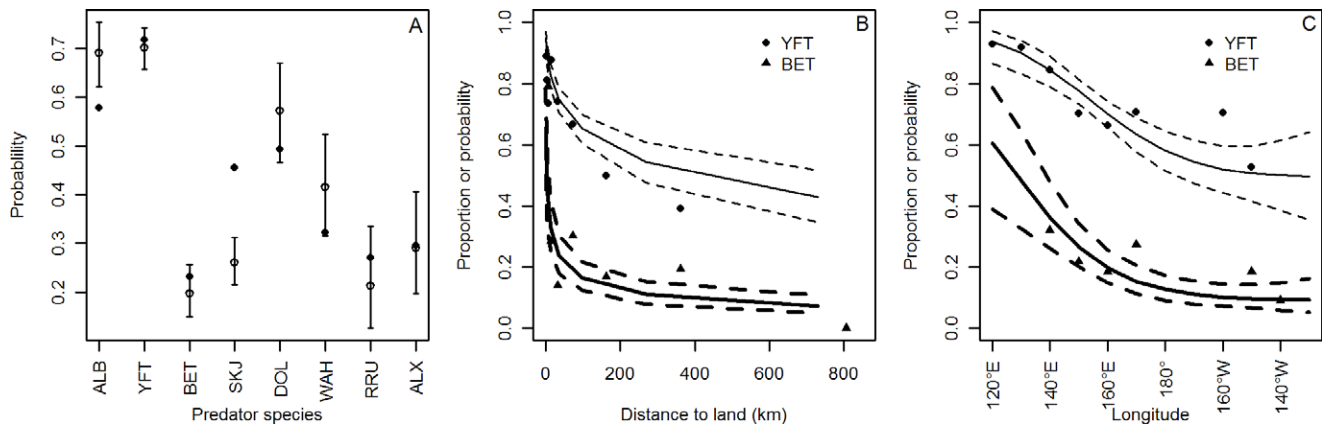 A
Probablility
0.7
0.6
0.5
0.4
0.3
0.2
ALB YFT BET SKJ DOL WAH RRU ALX
Predator species
B
YFT
BET
Proportion or probability
1.0
0.8
0.6
0.4
0.2
0.0
0 200 400 600 800
Distance to land (km)
C
YFT
BET
Proportion or probability
1.0
0.8
0.6
0.4
0.2
0.0
120°E 140°E 160°E 180° 160°W 140°W
Longitude